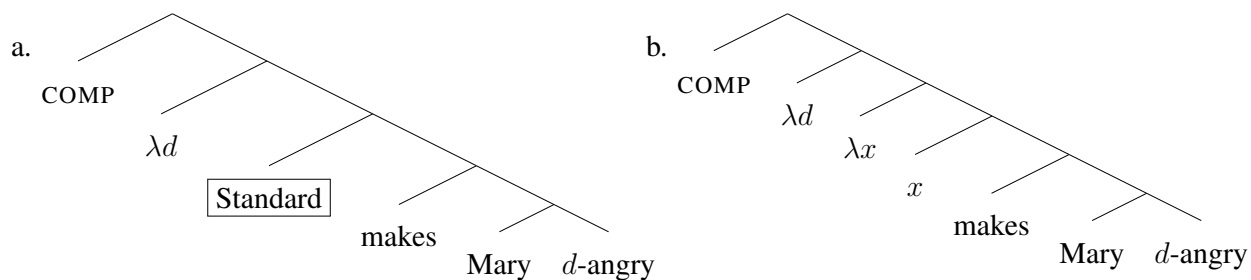 a.
COMP
λd
Standard
makes
Mary d-angry
b.
COMP
λd
λx
x
makes
Mary d-angry